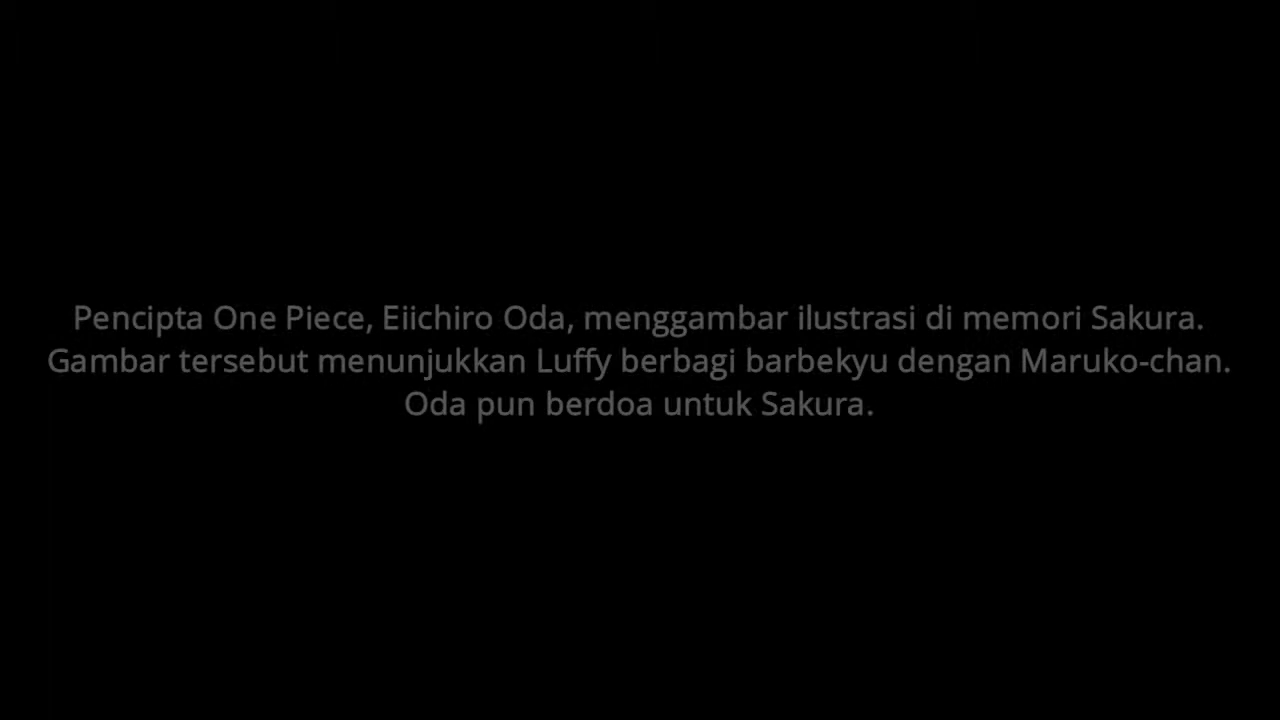 Pencipta One Piece, Eiichiro Oda, menggambar ilustrasi di memori Sakura.
Gambar tersebut menunjukkan Luffy berbagi barbekyu dengan Maruko-chan.
Oda pun berdoa untuk Sakura.